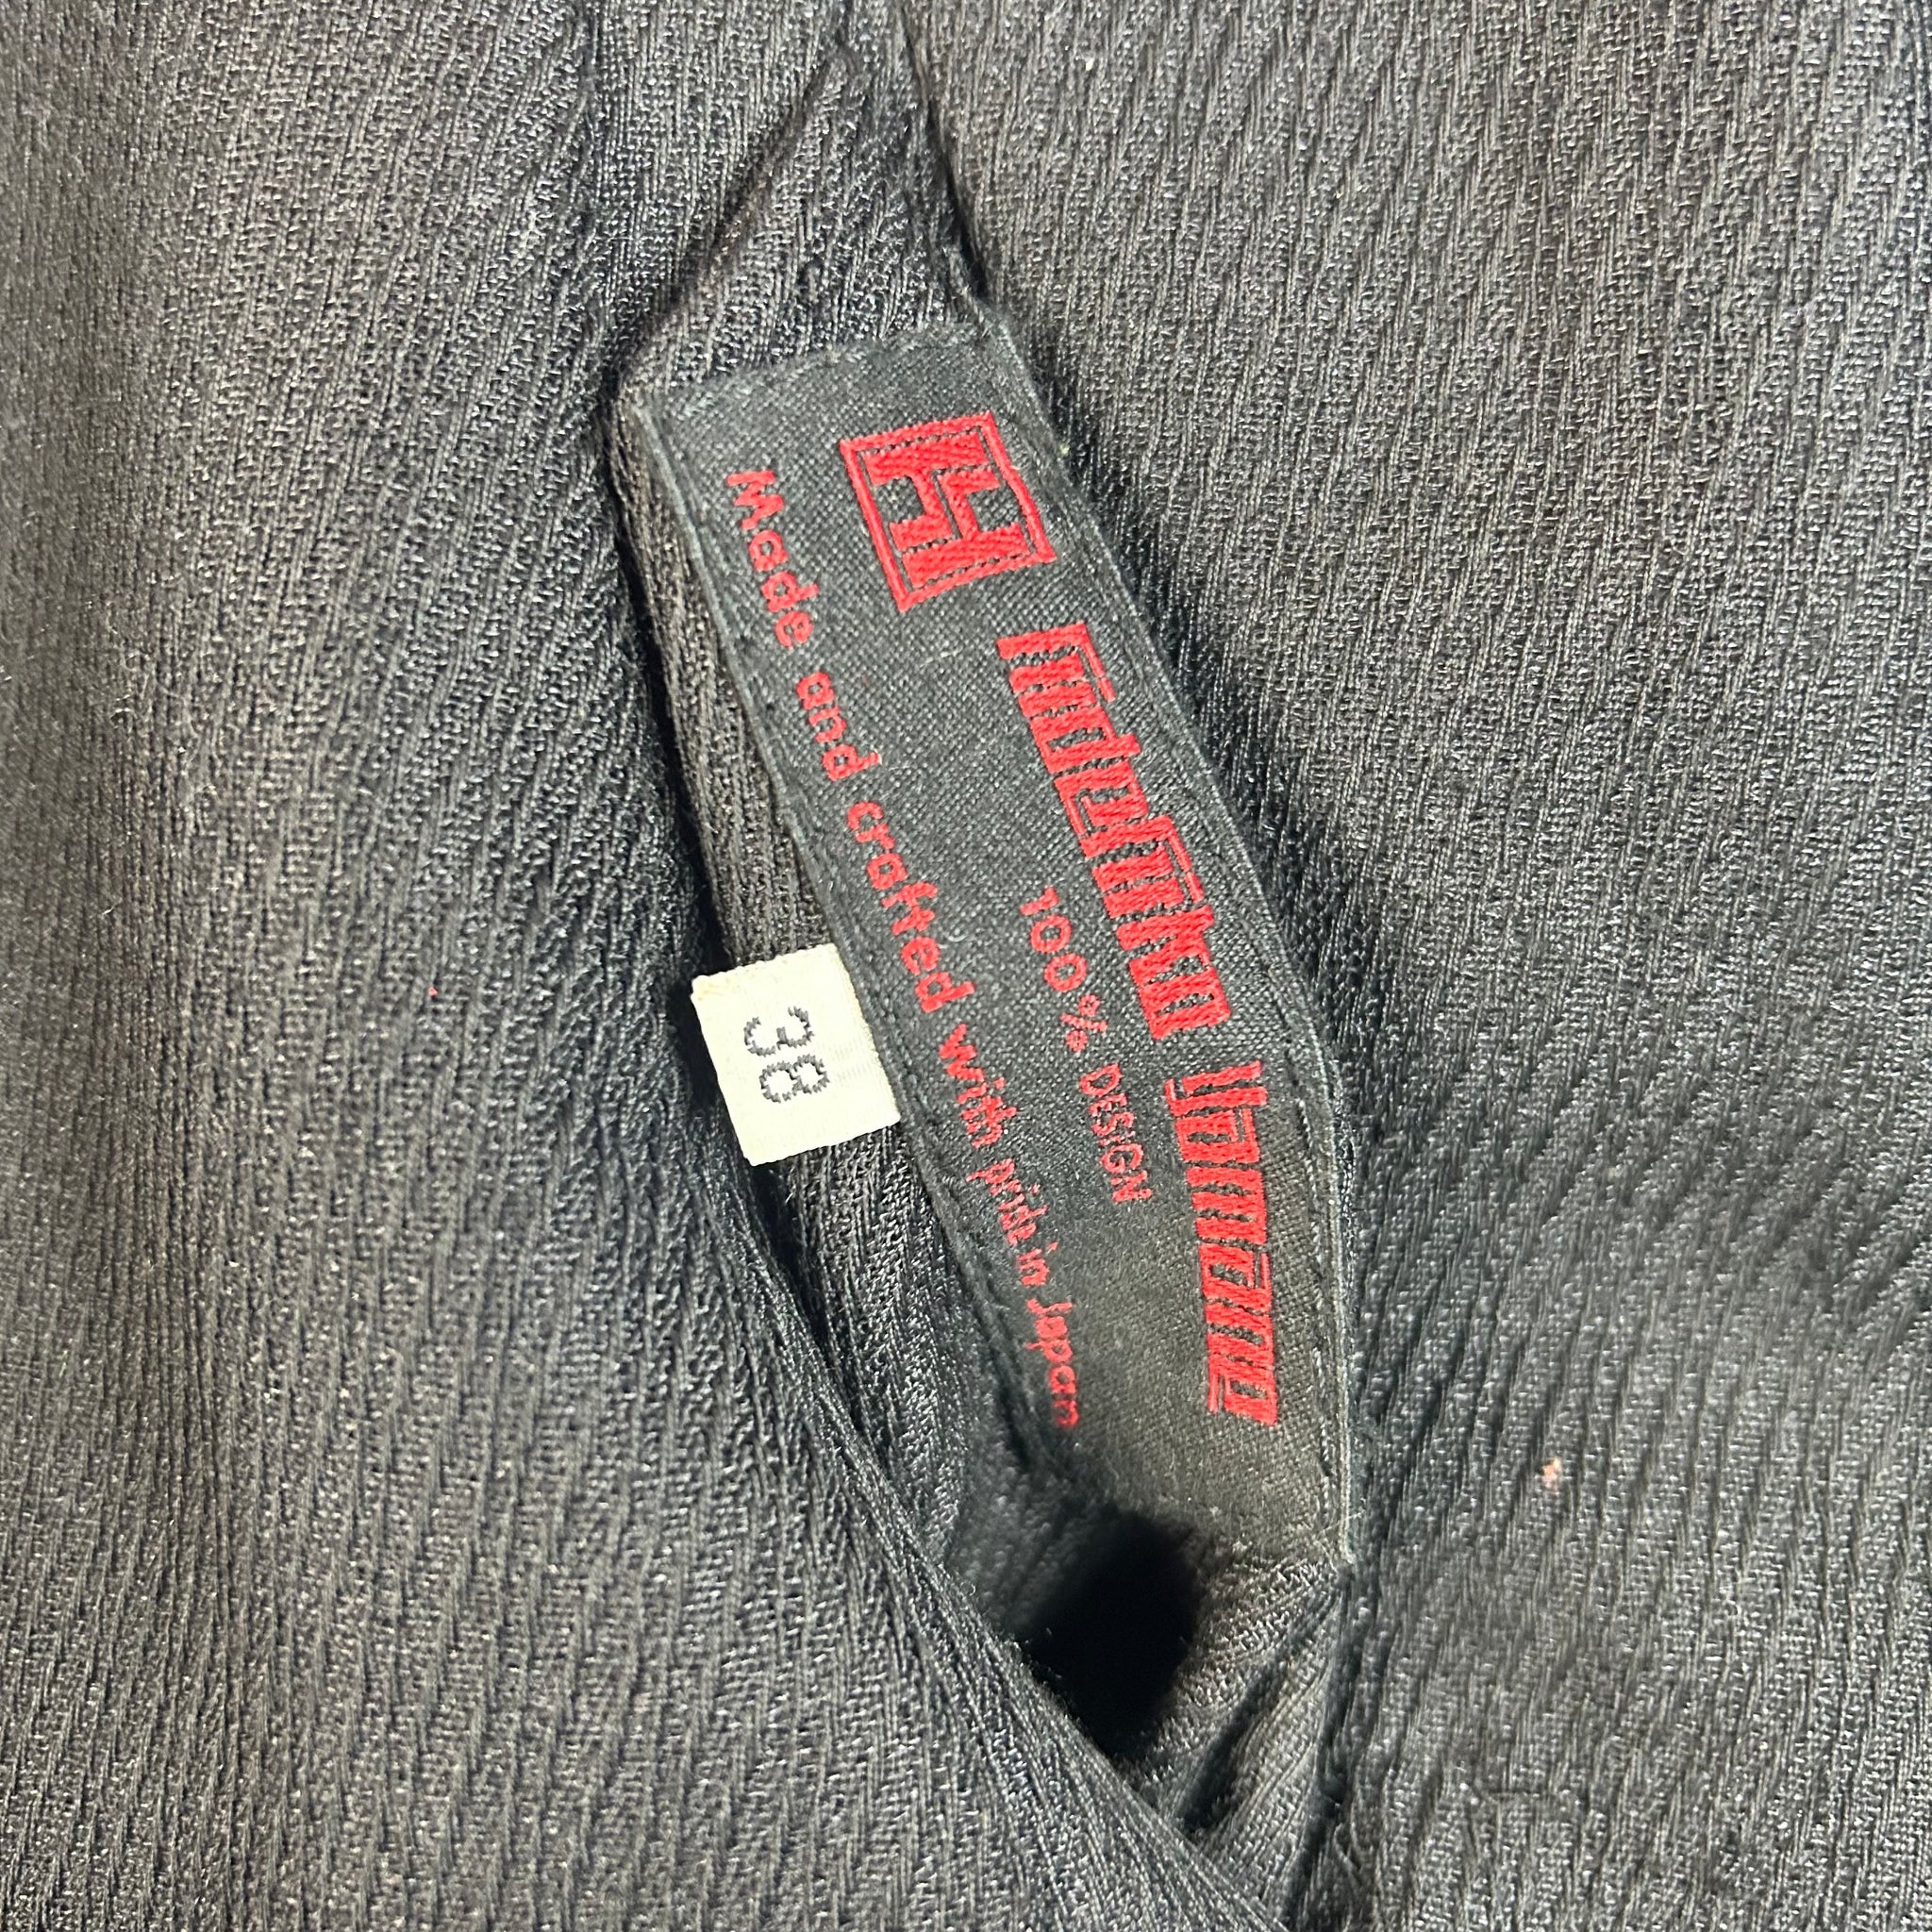 100% DESIGN
Made and crafted with pride in Japan
38